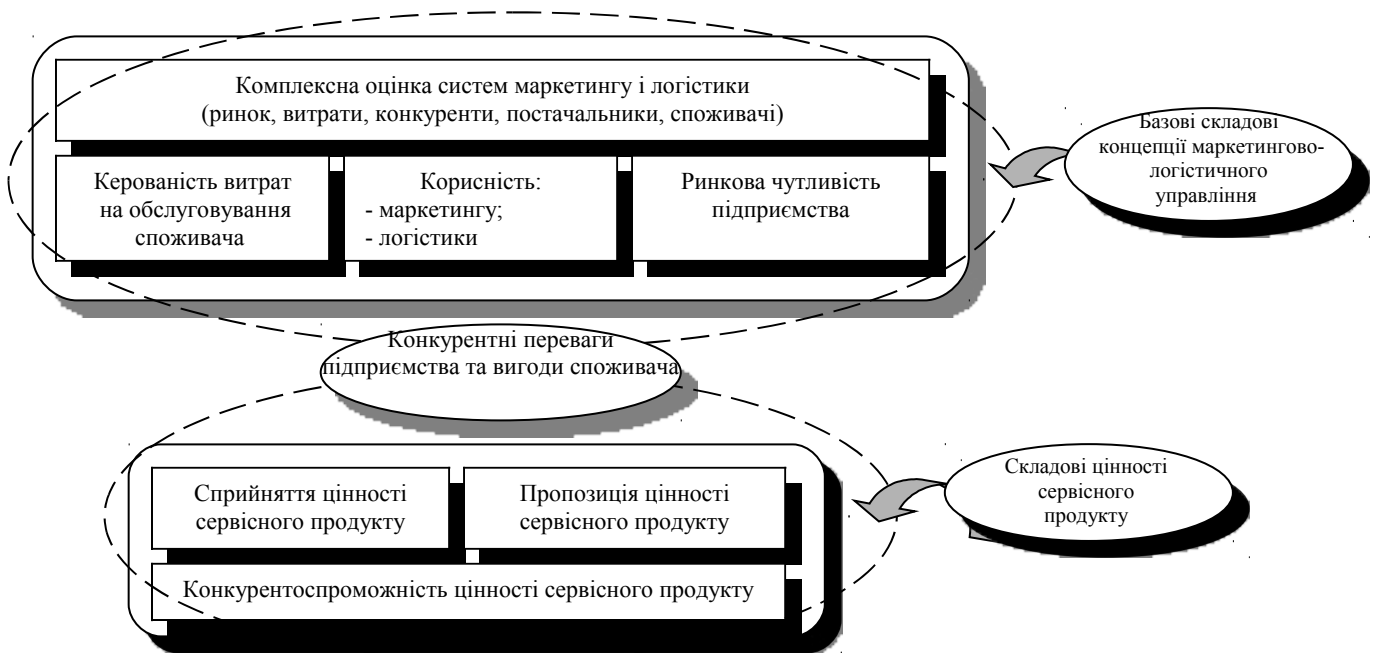 Комплексна оцінка систем маркетингу і логістики
(ринок, витрати, конкуренти, постачальники, споживачі)
Керованість витрат
на обслуговування
споживача
Корисність:
- маркетингу;
- логістики
Ринкова чутливість
підприємства
Базові складові
концепції маркетингово-
логістичного
управління
Конкурентні переваги
підприємства та вигоди споживача
Сприйняття цінності
сервісного продукту
Пропозиція цінності
сервісного продукту
Конкурентоспроможність цінності сервісного продукту
Складові цінності
сервісного
продукту